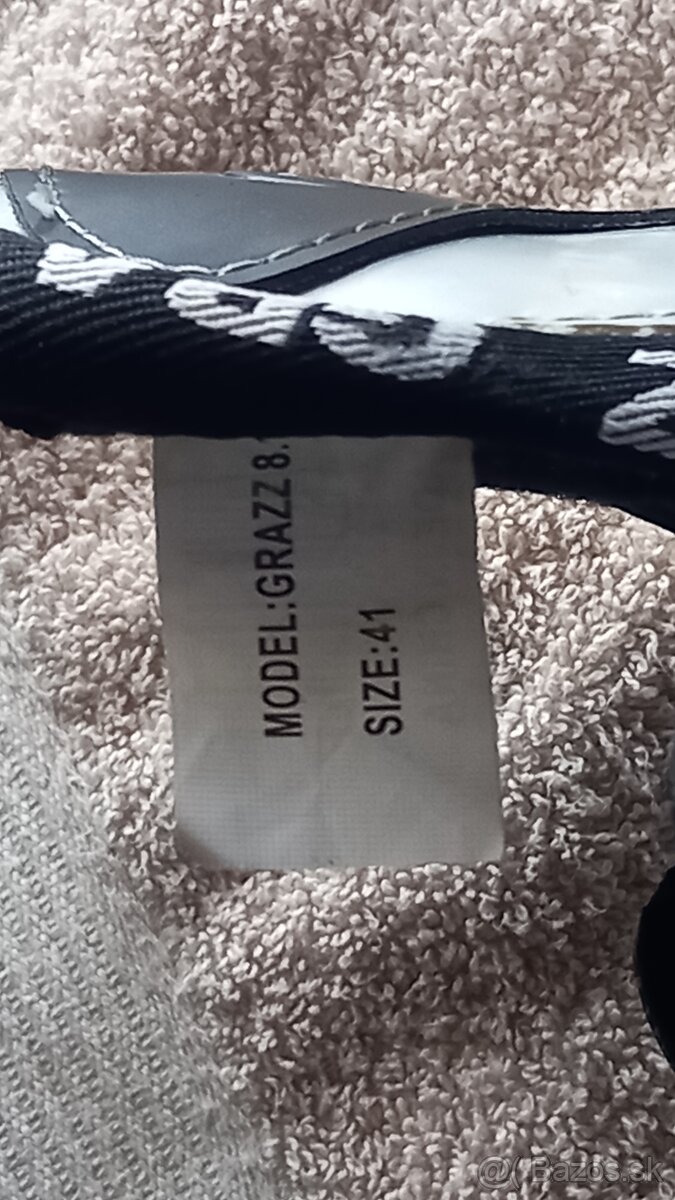 MODEL:GRAZZ 8.
SIZE:41
@( Bazos.sk